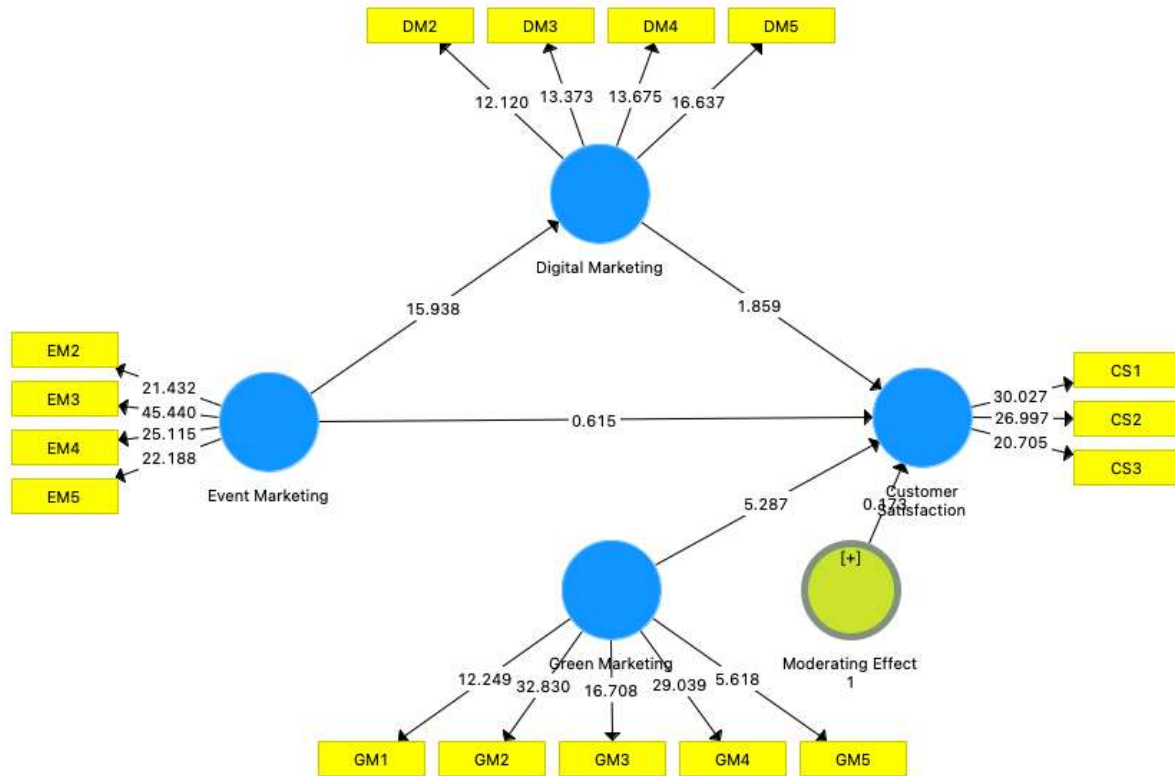 DM2 DM3 DM4 DM5
12.120 13.373 13.675 16.637
Digital Marketing
15.938 1.859
EM2
EM3
EM4
EM5
21.432
45.440
25.115
22.188
Event Marketing
0.615
CS1
CS2
CS3
30.027
26.997
20.705
Customer
Satisfaction
5.287
0.173
[+]
Green Marketing
Moderating Effect
1
12.249 32.830 16.708 29.039 5.618
GM1 GM2 GM3 GM4 GM5